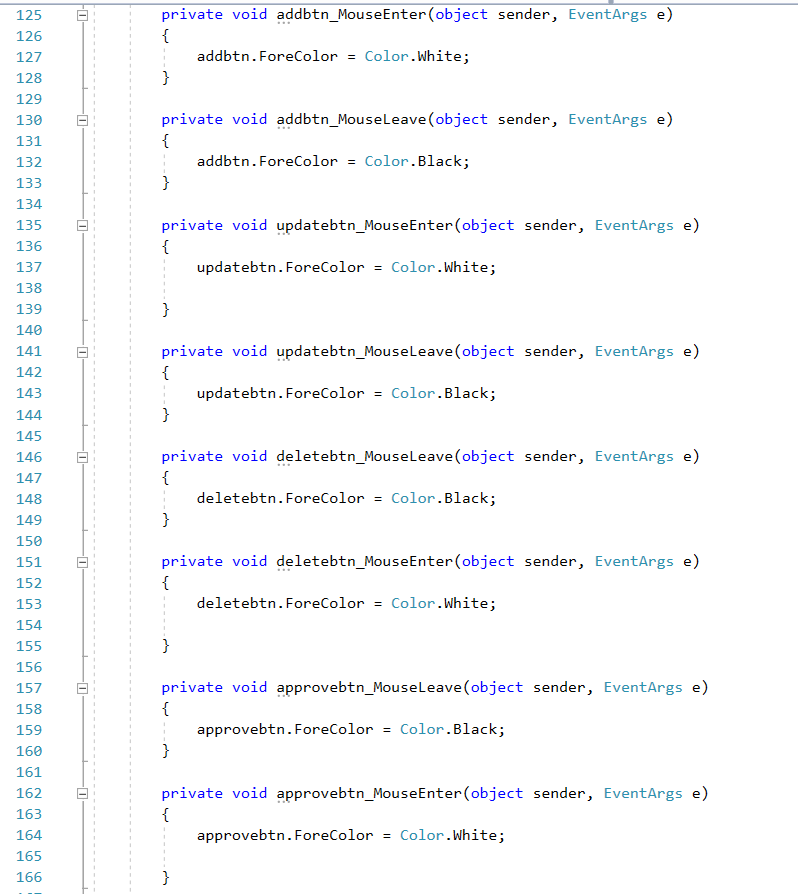 125 private void addbtn_MouseEnter(object sender, EventArgs e)
126 {
127 addbtn.ForeColor = Color.White;
128 }
129
130 private void addbtn_MouseLeave(object sender, EventArgs e)
131 {
132 addbtn.ForeColor = Color.Black;
133 }
134
135 private void updatebtn_MouseEnter(object sender, EventArgs e)
136 {
137 updatebtn.ForeColor = Color.White;
138
139 }
140
141 private void updatebtn_MouseLeave(object sender, EventArgs e)
142 {
143 updatebtn.ForeColor = Color.Black;
144 }
145
146 private void deletebtn_MouseLeave(object sender, EventArgs e)
147 {
148 deletebtn.ForeColor = Color.Black;
149 }
150
151 private void deletebtn_MouseEnter(object sender, EventArgs e)
152 {
153 deletebtn.ForeColor = Color.White;
154
155 }
156
157 private void approvebtn_MouseLeave(object sender, EventArgs e)
158 {
159 approvebtn.ForeColor = Color.Black;
160 }
161
162 private void approvebtn_MouseEnter(object sender, EventArgs e)
163 {
164 approvebtn.ForeColor = Color.White;
165
166 }